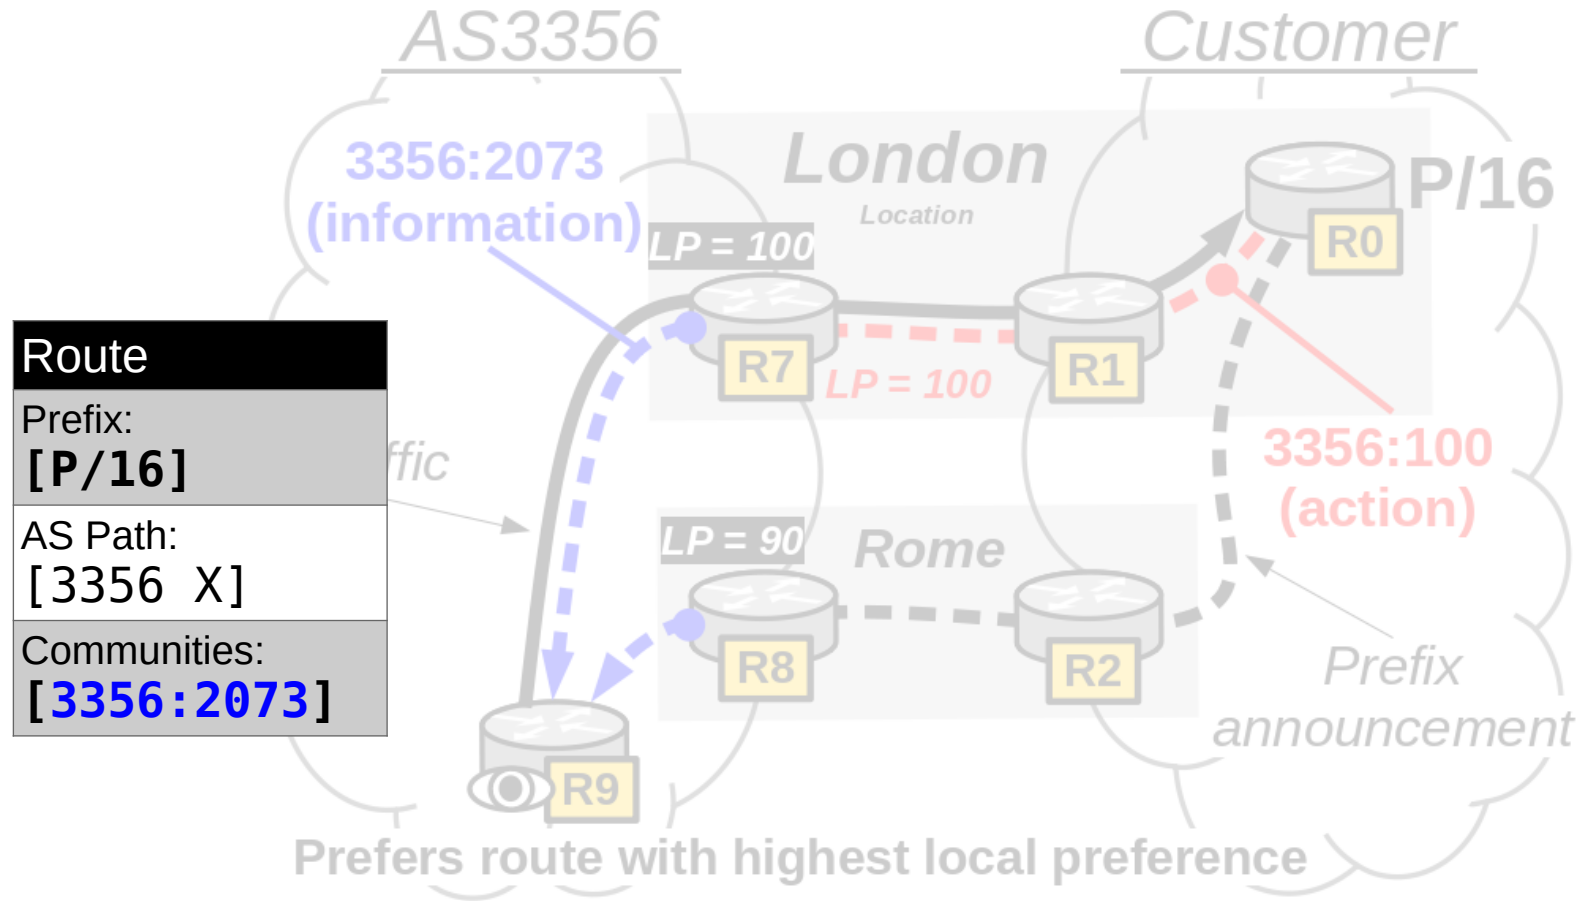 AS3356
Customer
3356:2073
(information)
London
Location
P/16
R0
LP = 100
R7
R1
LP = 100
Route
Prefix:
[P/16]
AS Path:
[3356 X]
Communities:
[3356:2073]
ffic
3356:100
(action)
LP = 90
Rome
R8
R2
Prefix
announcement
R9
Prefers route with highest local preference